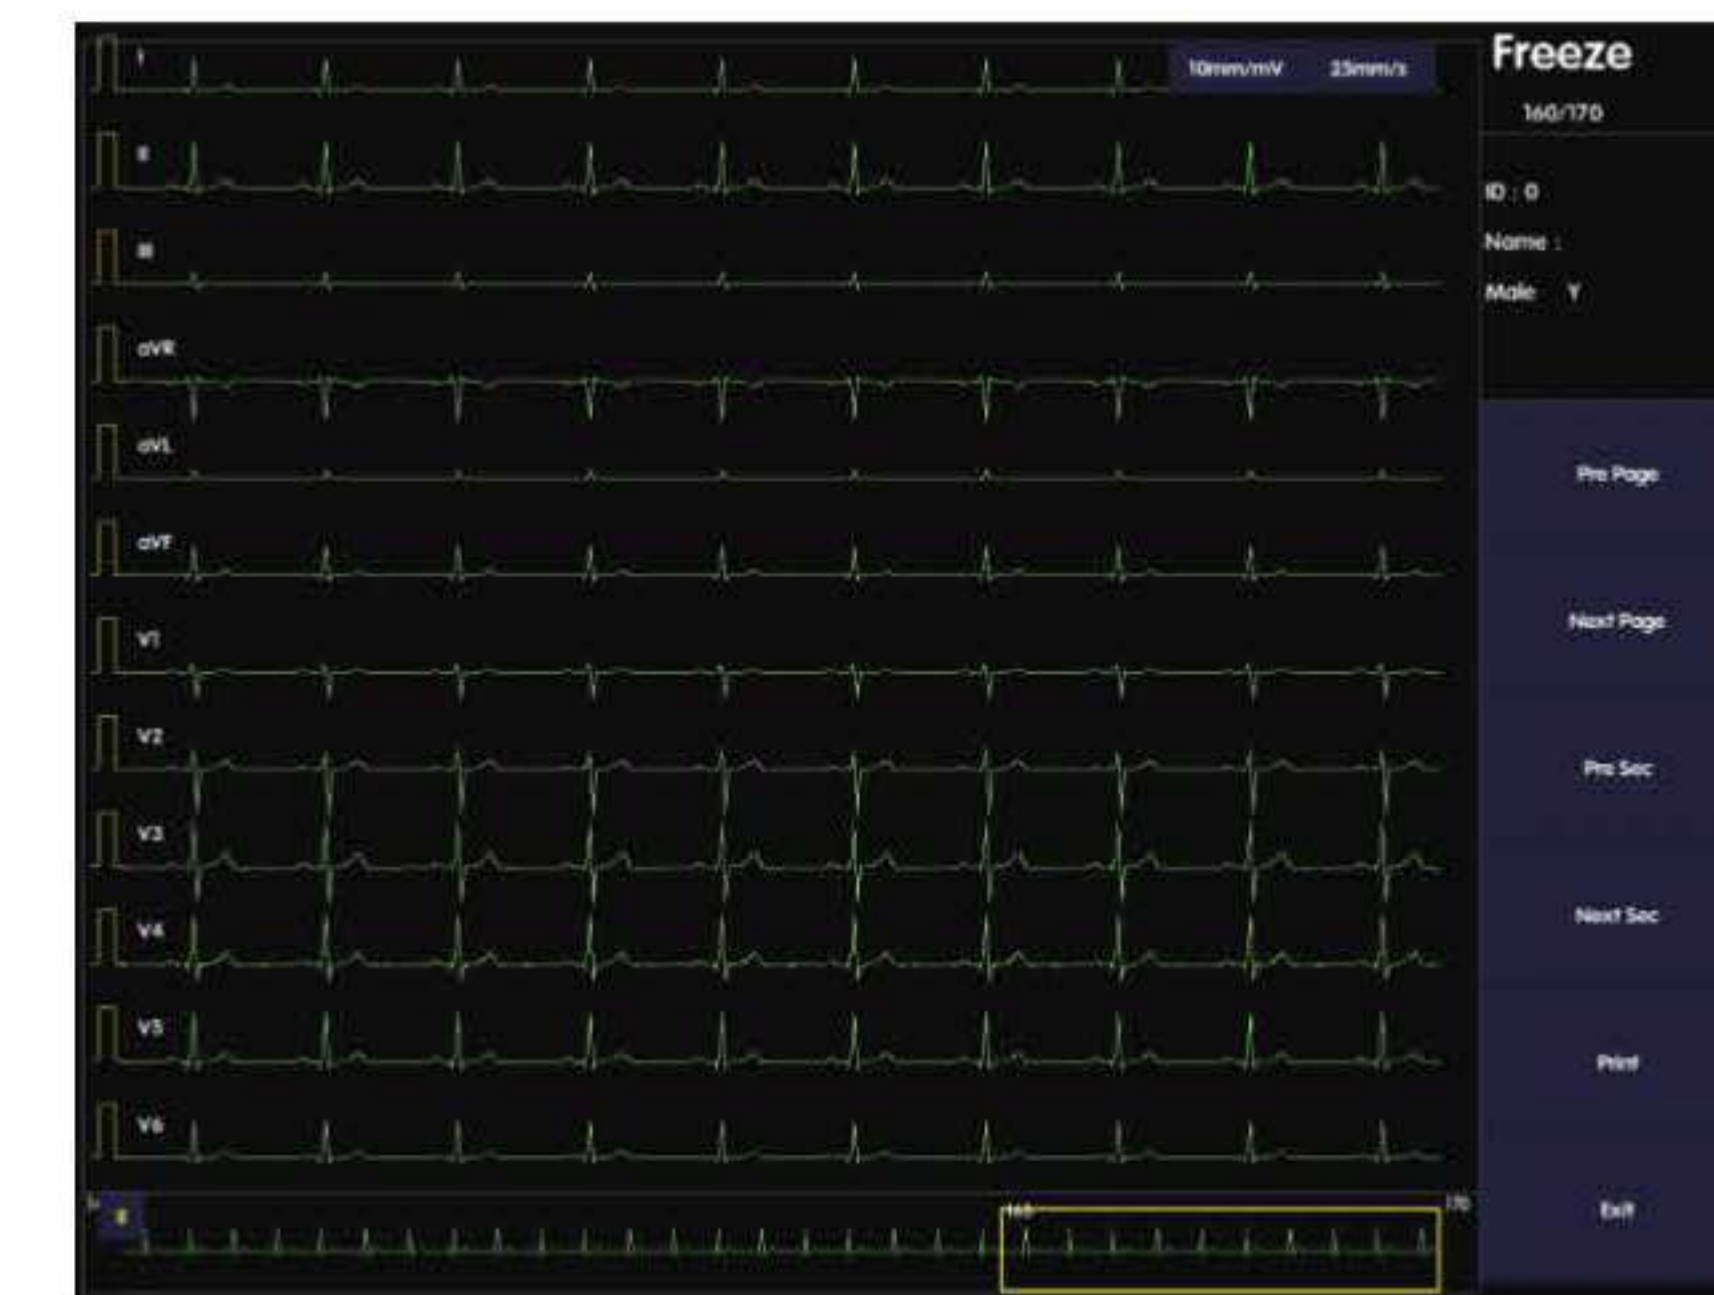 I
10mm/mV 25mm/s
Freeze
160/170
II
ID : 0
Name :
III
Male Y
aVR
aVL
Pre Page
aVF
Next Page
V1
V2
Pre Sec
V3
Next Sec
V4
V5
Print
V6
II
160
170
Exit